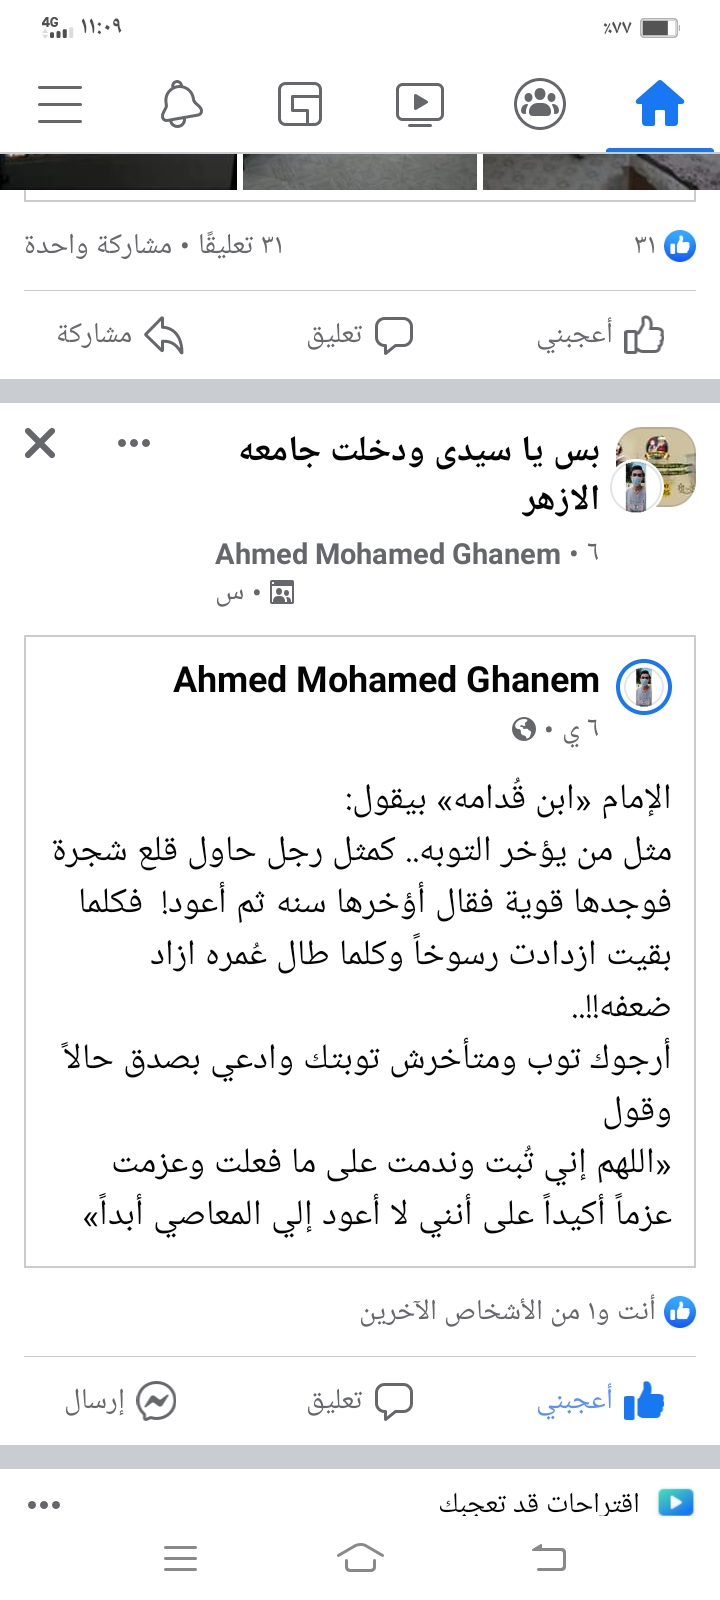 4G ١١:٠٩ ٪٧٧
٣١ ٣١ تعليقًا • مشاركة واحدة
أعجبني تعليق مشاركة
بس يا سيدى ودخلت جامعه
الازهر
Ahmed Mohamed Ghanem • ٦
س •
Ahmed Mohamed Ghanem
٦ ي •
الإمام «ابن قُدامه» بيقول:
مثل من يؤخر التوبه.. كمثل رجل حاول قلع شجرة
فوجدها قوية فقال أؤخرها سنه ثم أعود! فكلما
بقيت ازدادت رسوخاً وكلما طال عُمره ازاد
ضعفه!!..
أرجوك توب ومتأخرش توبتك وادعي بصدق حالاً
وقول
«اللهم إني تُبت وندمت على ما فعلت وعزمت
عزماً أكيداً على أنني لا أعود إلي المعاصي أبداً»
أنت و١ من الأشخاص الآخرين
أعجبني تعليق إرسال
اقتراحات قد تعجبك